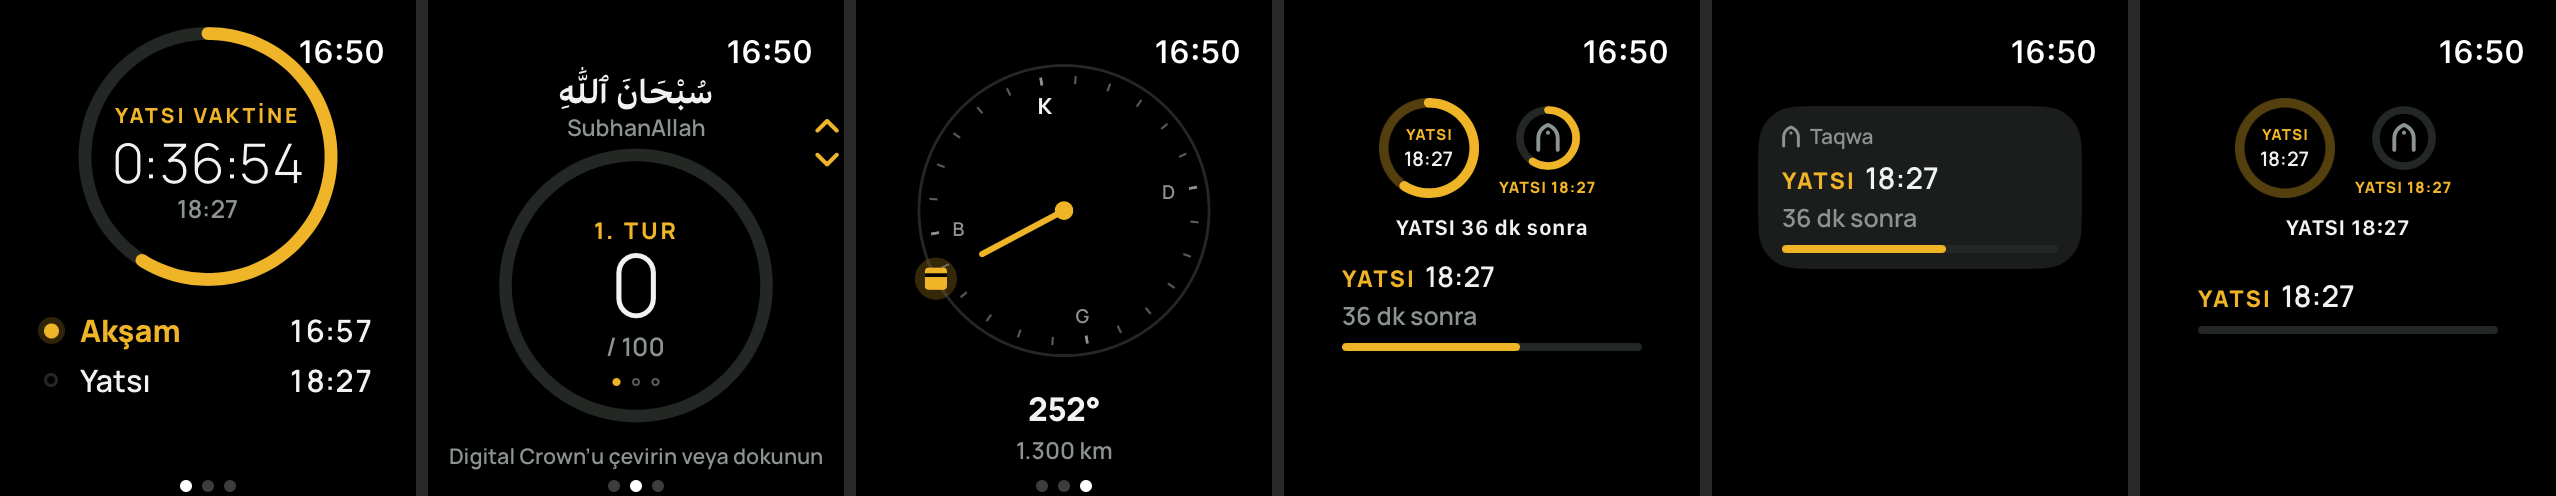 16:50
YATSI VAKTİNE
0:36:54
18:27
Akşam 16:57
Yatsı 18:27
16:50
سُبْحَانَ ٱللَّهِ
SubhanAllah
1. TUR
0
/ 100
Digital Crown'u çevirin veya dokunun
16:50
K
D
B
G
252°
1.300 km
16:50
YATSI
18:27
YATSI 18:27
YATSI 36 dk sonra
YATSI 18:27
36 dk sonra
16:50
Taqwa
YATSI 18:27
36 dk sonra
16:50
YATSI
18:27
YATSI 18:27
YATSI 18:27
YATSI 18:27